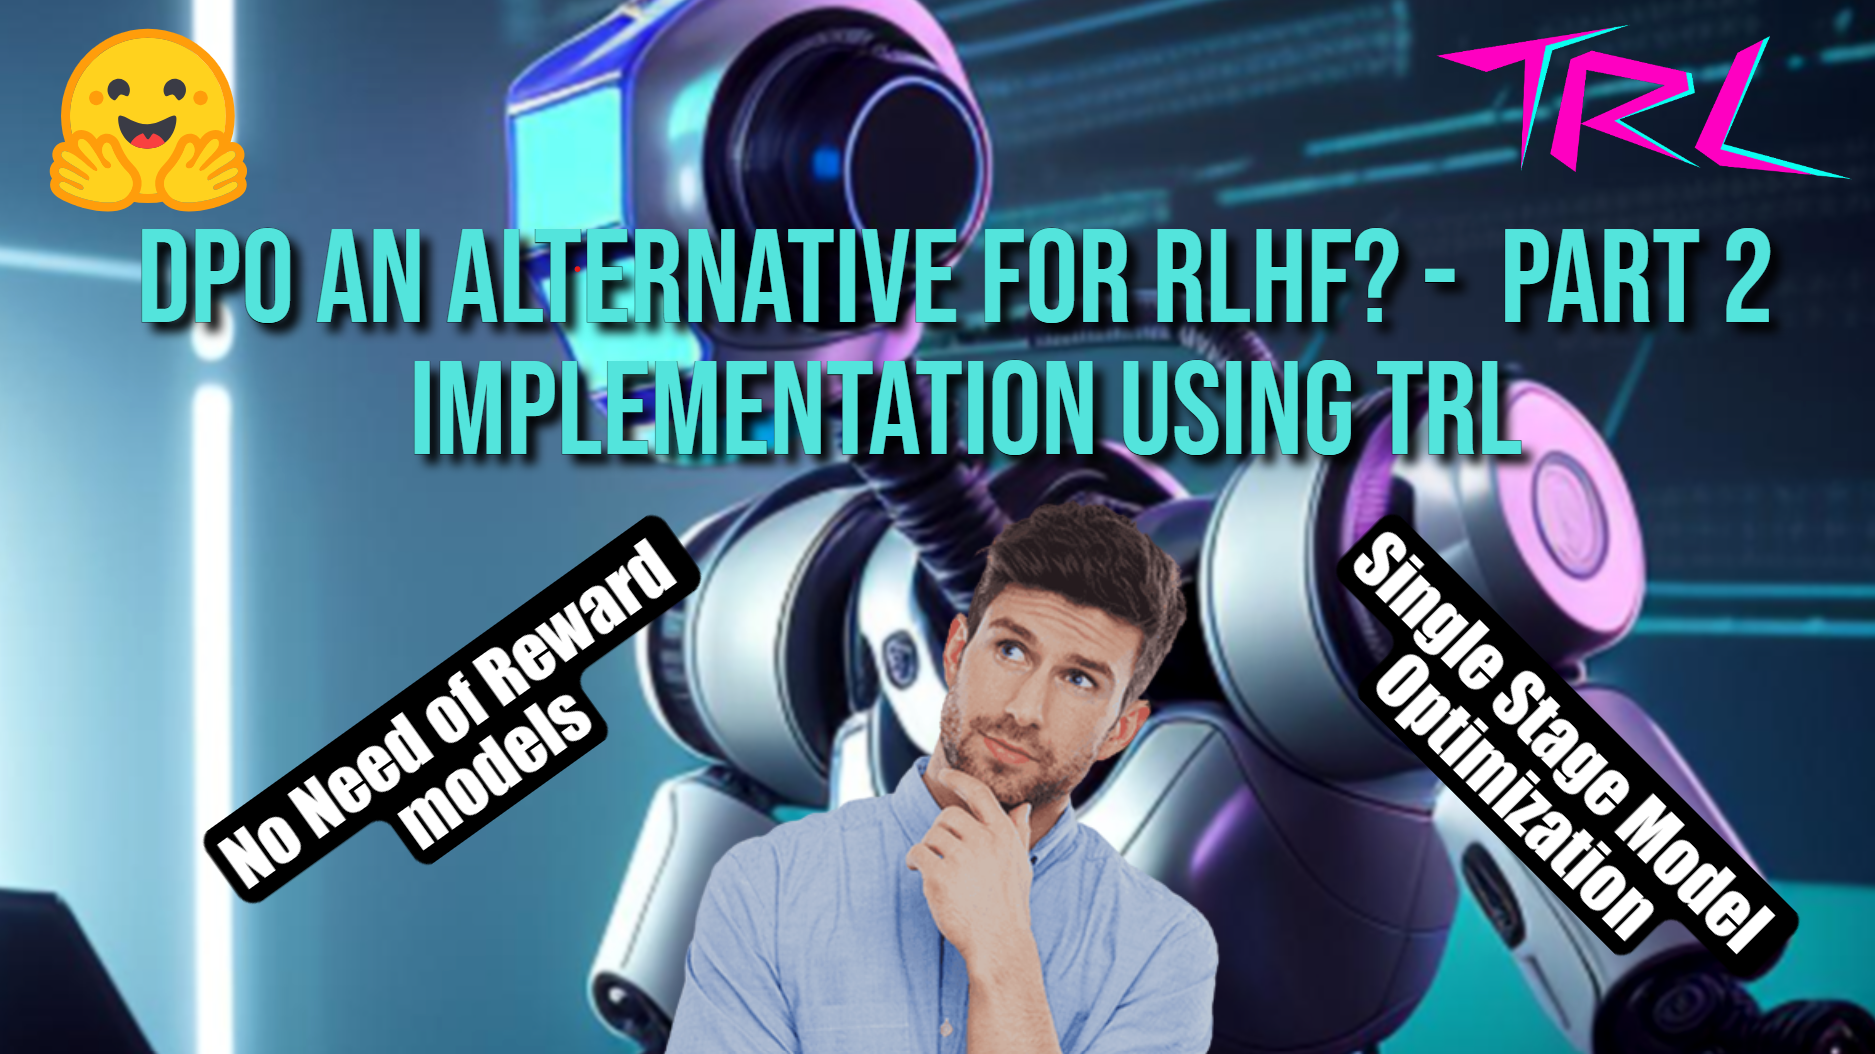 TRL
DPO AN ALTERNATIVE FOR RLHF? - PART 2
IMPLEMENTATION USING TRL
No Need of Reward
models
Single Stage Model
Optimization